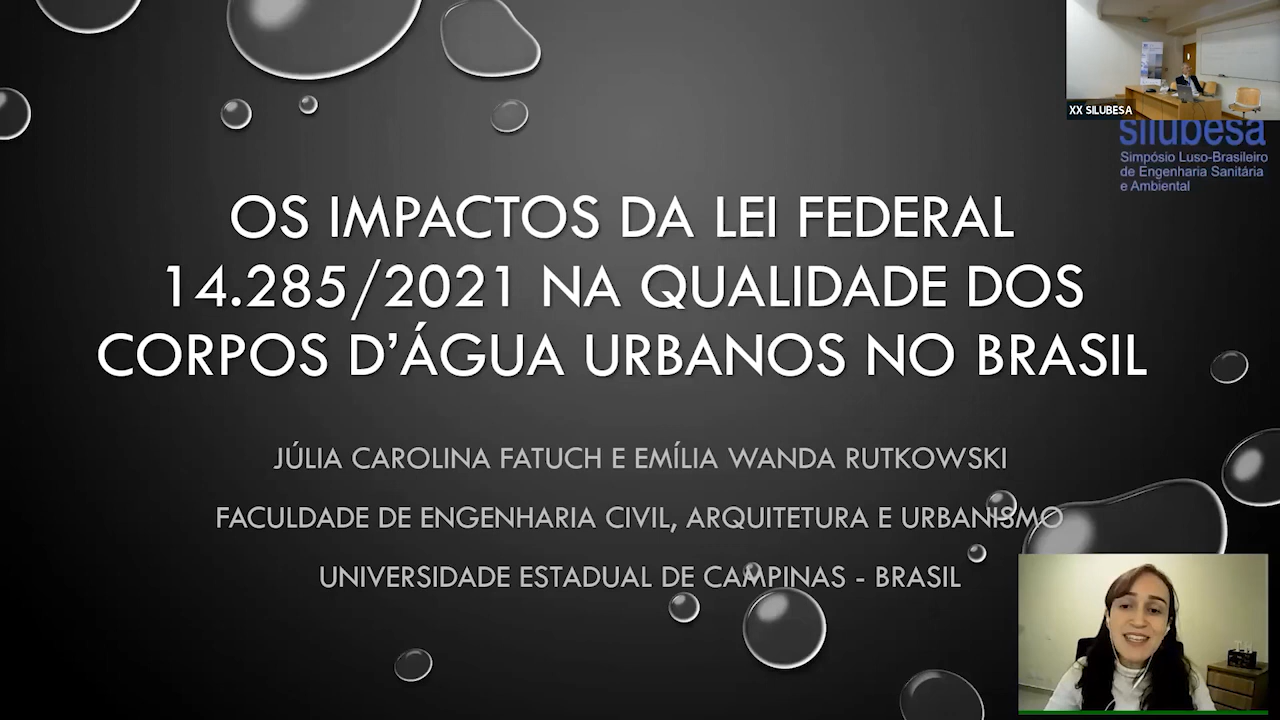 XX SILUBESA
silubesa
Simpósio Luso-Brasileiro
de Engenharia Sanitária
e Ambiental
OS IMPACTOS DA LEI FEDERAL
14.285/2021 NA QUALIDADE DOS
CORPOS D’ÁGUA URBANOS NO BRASIL
JÚLIA CAROLINA FATUCH E EMÍLIA WANDA RUTKOWSKI
FACULDADE DE ENGENHARIA CIVIL, ARQUITETURA E URBANISMO
UNIVERSIDADE ESTADUAL DE CAMPINAS - BRASIL